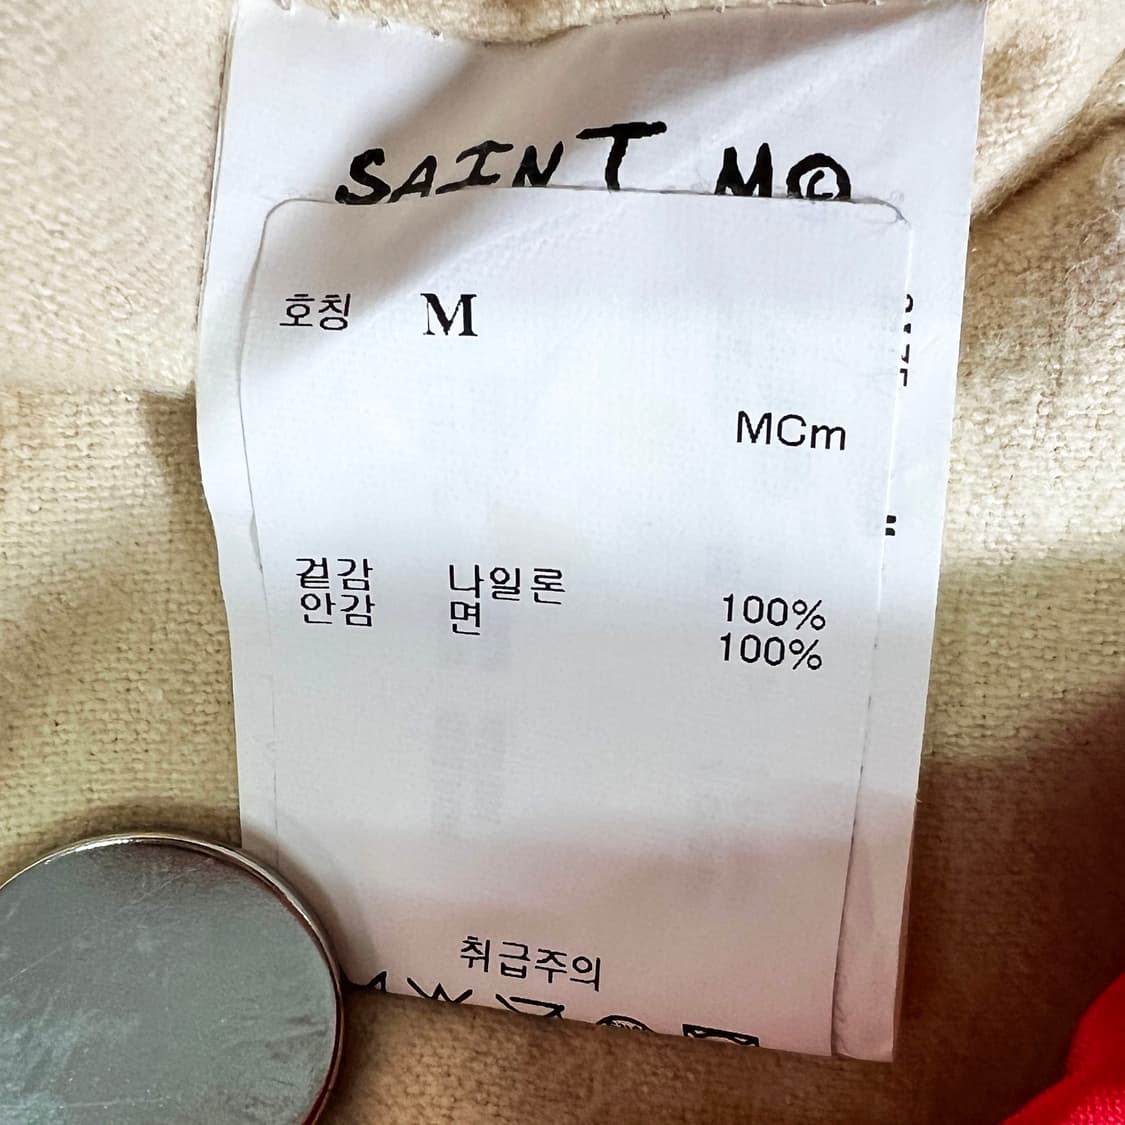 SAINT M©
호칭 M
MCm
겉감 나일론 100%
안감 면 100%
취급주의